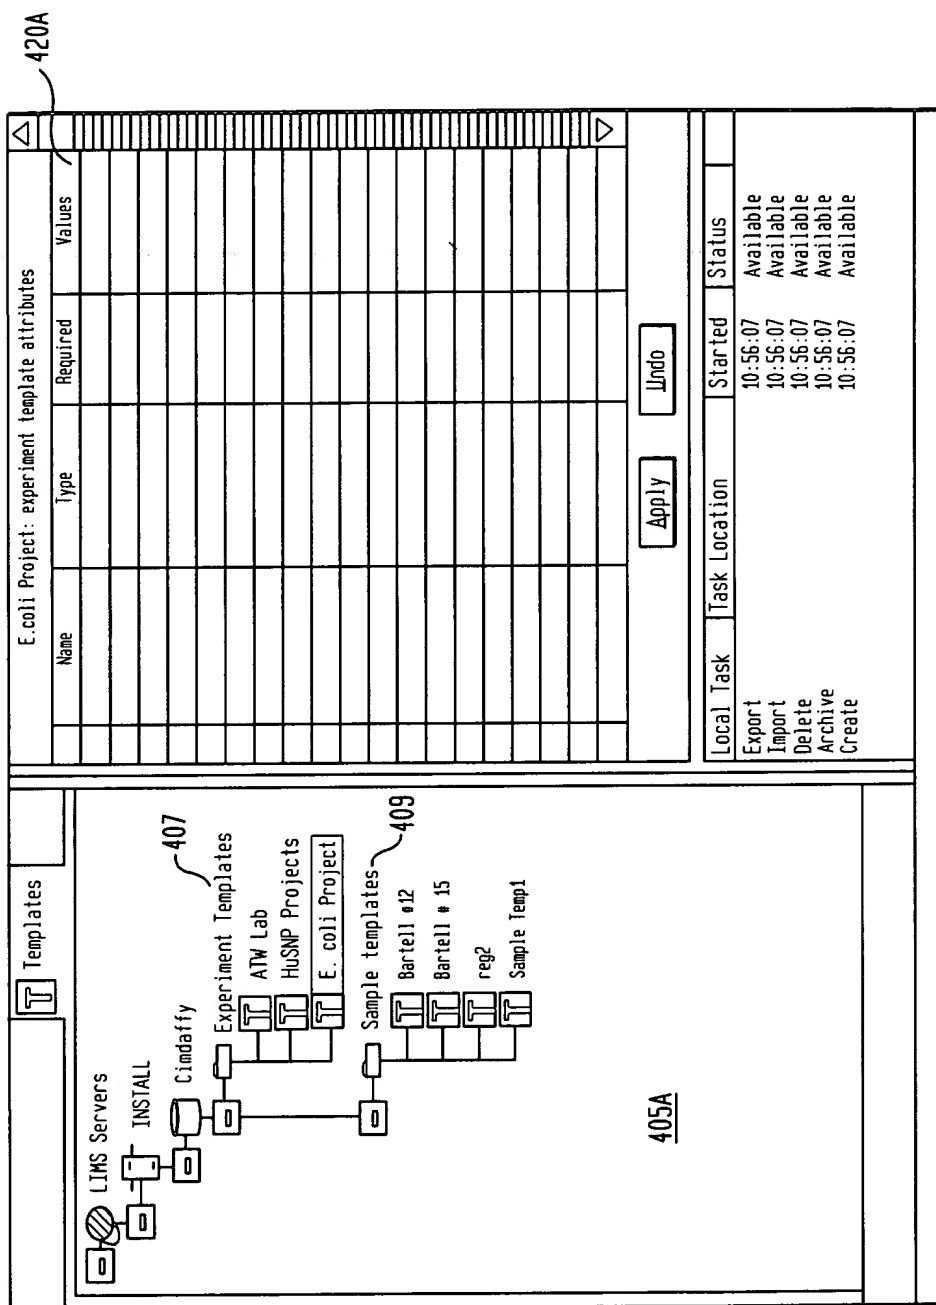 Templates
LIMS Servers
INSTALL
Cimdaffy
Experiment Templates
407
ATW Lab
HuSNP Projects
E. coli Project
Sample templates
409
Bartell #12
Bartell # 15
reg2
Sample Temp1
405A
E.coli Project: experiment template attributes
420A
Name Type Required Values
Apply Undo
Local Task Task Location Started Status
Export 10:56:07 Available
Import 10:56:07 Available
Delete 10:56:07 Available
Archive 10:56:07 Available
Create 10:56:07 Available